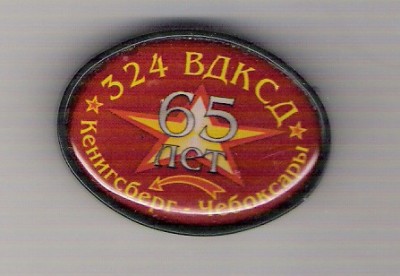 324 ВДКСД
65
лет
Кенигсберг - Чебоксары